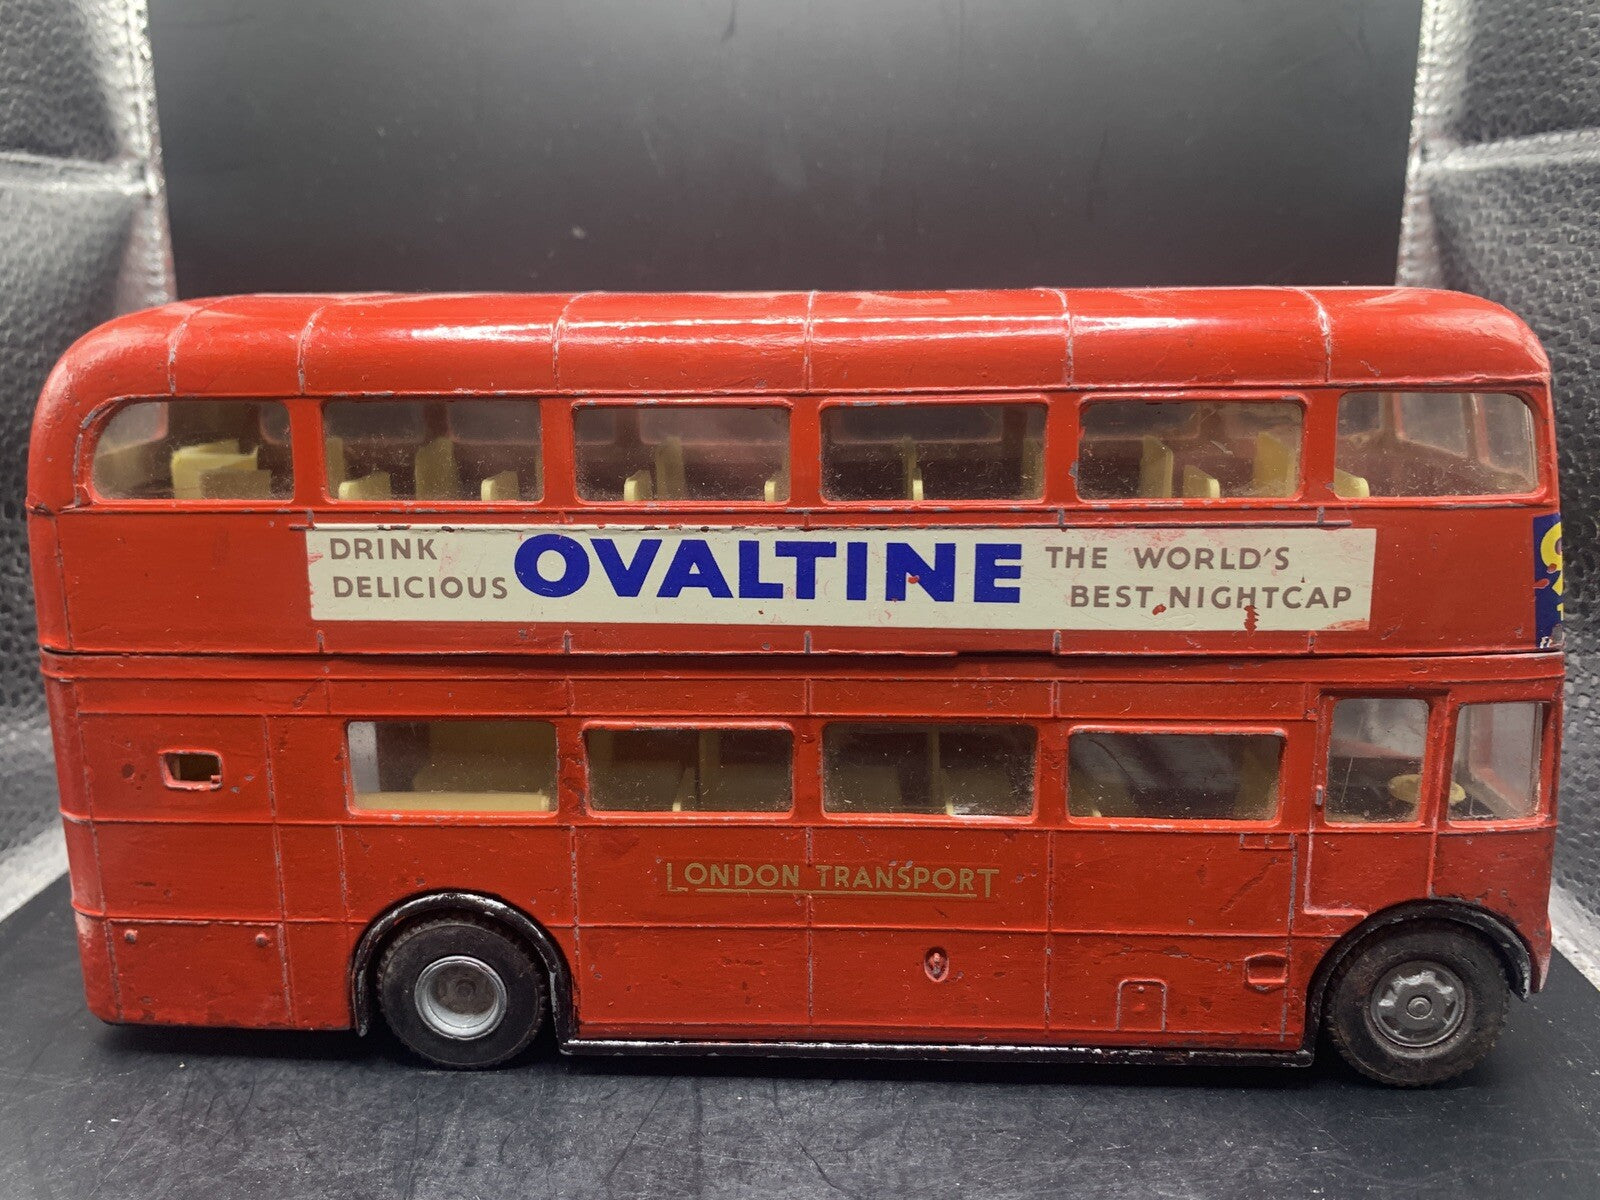 DRINK
DELICIOUS
OVALTINE
THE WORLD'S
BEST NIGHTCAP
LONDON TRANSPORT